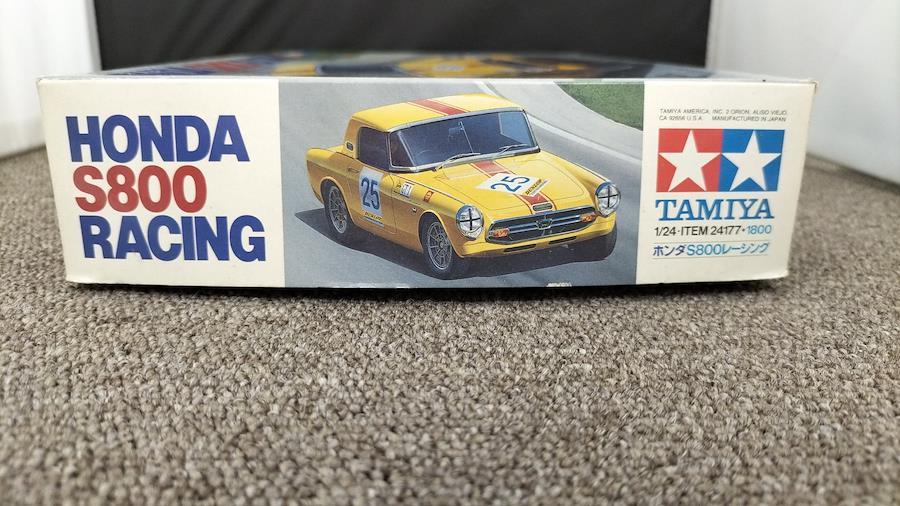 HONDA
S800
RACING
25
25
TAMIYA AMERICA, INC. 2 ORION, ALISO VIEJO,
CA 92656 U.S.A. MANUFACTURED IN JAPAN
TAMIYA
1/24・ITEM 24177・1800
ホンダS800レーシング